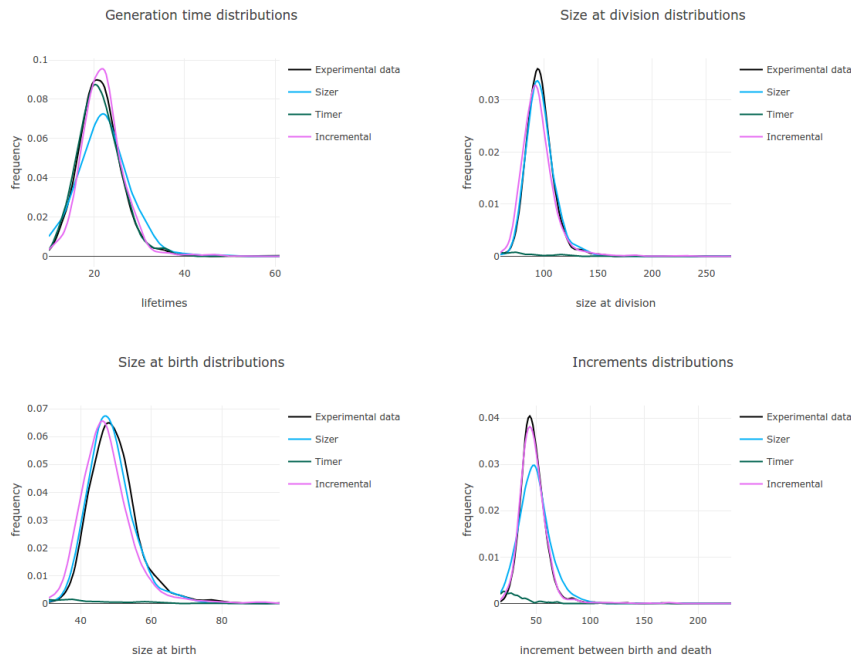 Generation time distributions
0.1
0.08
0.06
0.04
0.02
0
frequency
20
40
60
lifetimes
Experimental data
Sizer
Timer
Incremental
Size at division distributions
0.03
0.02
0.01
0
frequency
100
150
200
250
size at division
Experimental data
Sizer
Timer
Incremental
Size at birth distributions
0.07
0.06
0.05
0.04
0.03
0.02
0.01
0
frequency
40
60
80
size at birth
Experimental data
Sizer
Timer
Incremental
Increments distributions
0.04
0.03
0.02
0.01
0
frequency
50
100
150
200
increment between birth and death
Experimental data
Sizer
Timer
Incremental